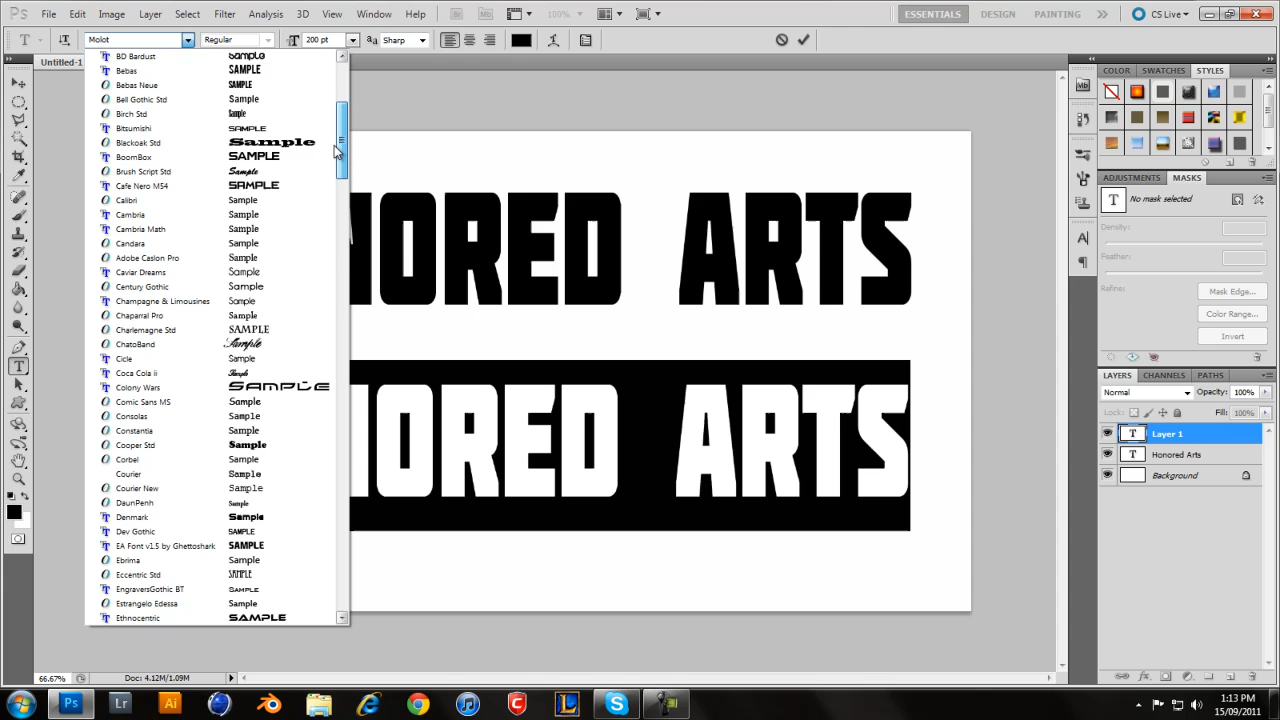 File Edit Image Layer Select Filter Analysis 3D View Window Help 100% ESSENTIALS DESIGN PAINTING CS Live
Molot Regular 200 pt Sharp
Untitled-1
BD Bardust Sample
Bebas SAMPLE
Bebas Neue SAMPLE
Bell Gothic Std Sample
Birch Std Sample
Bitsumishi SAMPLE
Blackoak Std Sample
BoomBox SAMPLE
Brush Script Std Sample
Cafe Nero M54 SAMPLE
Calibri Sample
Cambria Sample
Cambria Math Sample
Candara Sample
Adobe Caslon Pro Sample
Caviar Dreams Sample
Century Gothic Sample
Champagne & Limousines Sample
Chaparral Pro Sample
Charlemagne Std SAMPLE
ChatoBand Sample
Cicle Sample
Coca Cola ii Sample
Colony Wars SAMPLE
Comic Sans MS Sample
Consolas Sample
Constantia Sample
Cooper Std Sample
Corbel Sample
Courier Sample
Courier New Sample
DaunPenh Sample
Denmark Sample
Dev Gothic SAMPLE
EA Font v1.5 by Ghettoshark SAMPLE
Ebrima Sample
Eccentric Std SAMPLE
EngraversGothic BT SAMPLE
Estrangelo Edessa Sample
Ethnocentric SAMPLE
NORED ARTS
ORED ARTS
COLOR SWATCHES STYLES
ADJUSTMENTS MASKS
No mask selected
Density:
Feather:
Refine:
Mask Edge...
Color Range...
Invert
LAYERS CHANNELS PATHS
Normal Opacity: 100%
Lock: Fill: 100%
T Layer 1
T Honored Arts
Background
66.67% Doc: 4.12M/1.09M
Ps Lr Ai
1:13 PM
15/09/2011